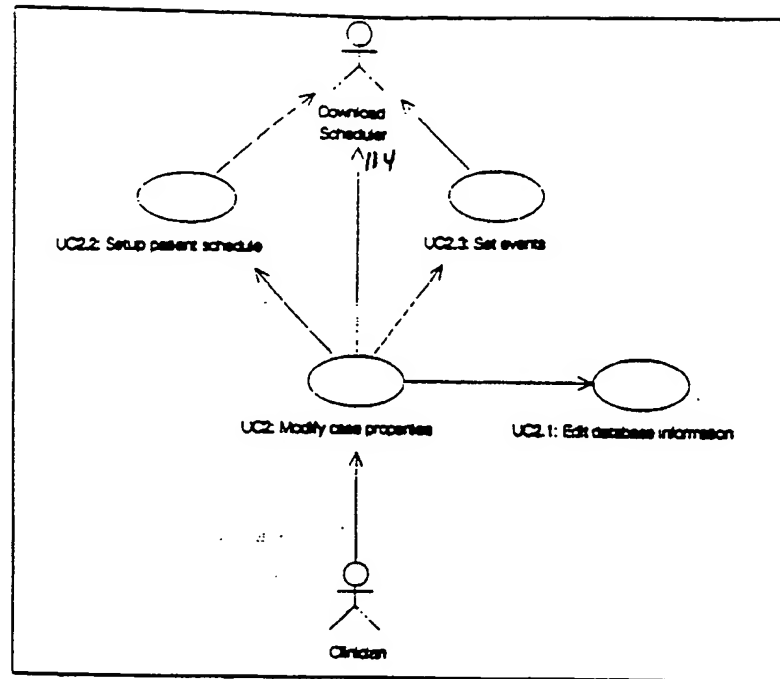 Download
Scheduler
114
UC2.2: Setup patient schedule
UC2.3: Set events
UC2: Modify case properties
UC2.1: Edit database information
Clinician